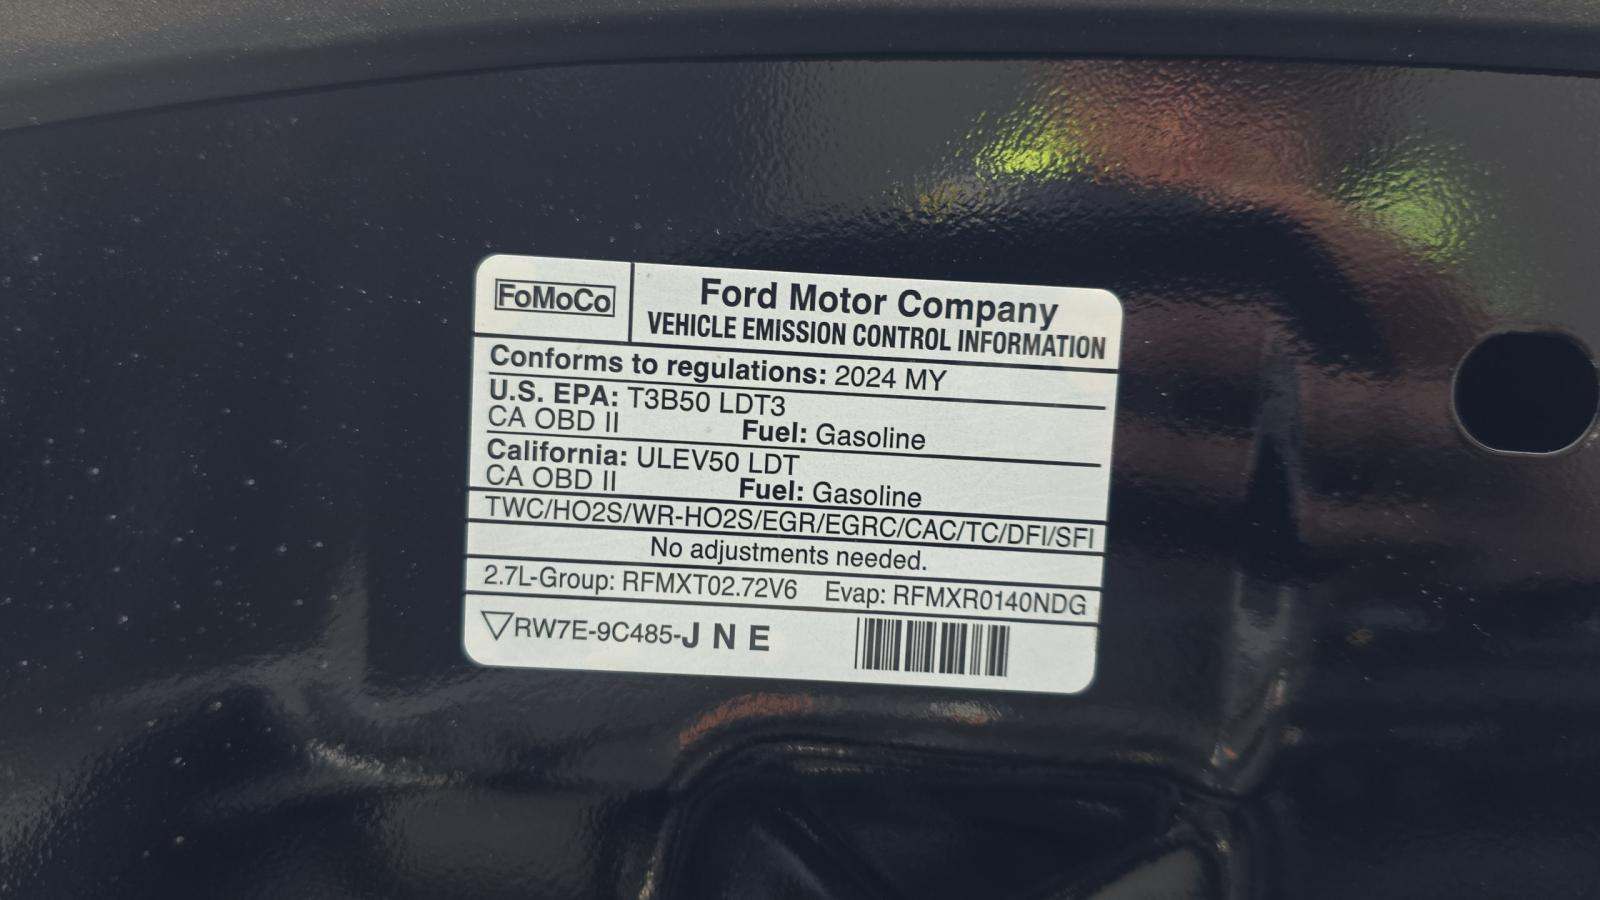 FoMoCo
Ford Motor Company
VEHICLE EMISSION CONTROL INFORMATION
Conforms to regulations: 2024 MY
U.S. EPA: T3B50 LDT3
CA OBD II Fuel: Gasoline
California: ULEV50 LDT
CA OBD II Fuel: Gasoline
TWC/HO2S/WR-HO2S/EGR/EGRC/CAC/TC/DFI/SFI
No adjustments needed.
2.7L-Group: RFMXT02.72V6 Evap: RFMXR0140NDG
▽RW7E-9C485-J N E